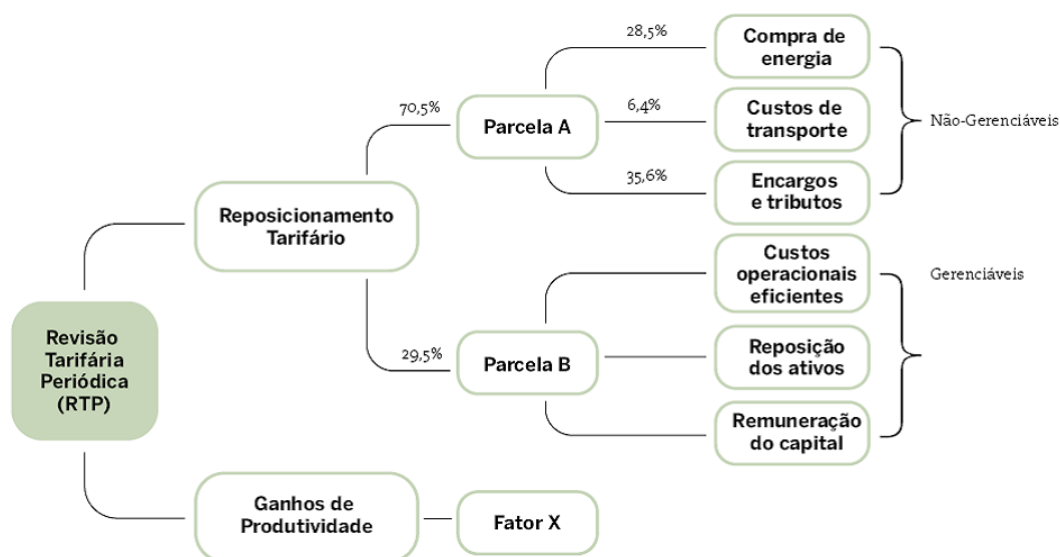 Revisão
Tarifária
Periódica
(RTP)
Reposicionamento
Tarifário
70,5%
Parcela A
28,5%
Compra de
energia
6,4%
Custos de
transporte
35,6%
Encargos
e tributos
Não-Gerenciáveis
29,5%
Parcela B
Custos
operacionais
eficientes
Reposição
dos ativos
Remuneração
do capital
Gerenciáveis
Ganhos de
Produtividade
Fator X